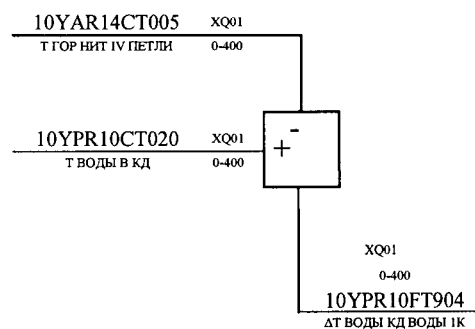 10YAR14CT005 XQ01
Т ГОР НИТ IV ПЕТЛИ 0-400
10YPR10CT020 XQ01
Т ВОДЫ В КД 0-400
+ -
XQ01
0-400
10YPR10FT904
ΔТ ВОДЫ КД ВОДЫ 1К